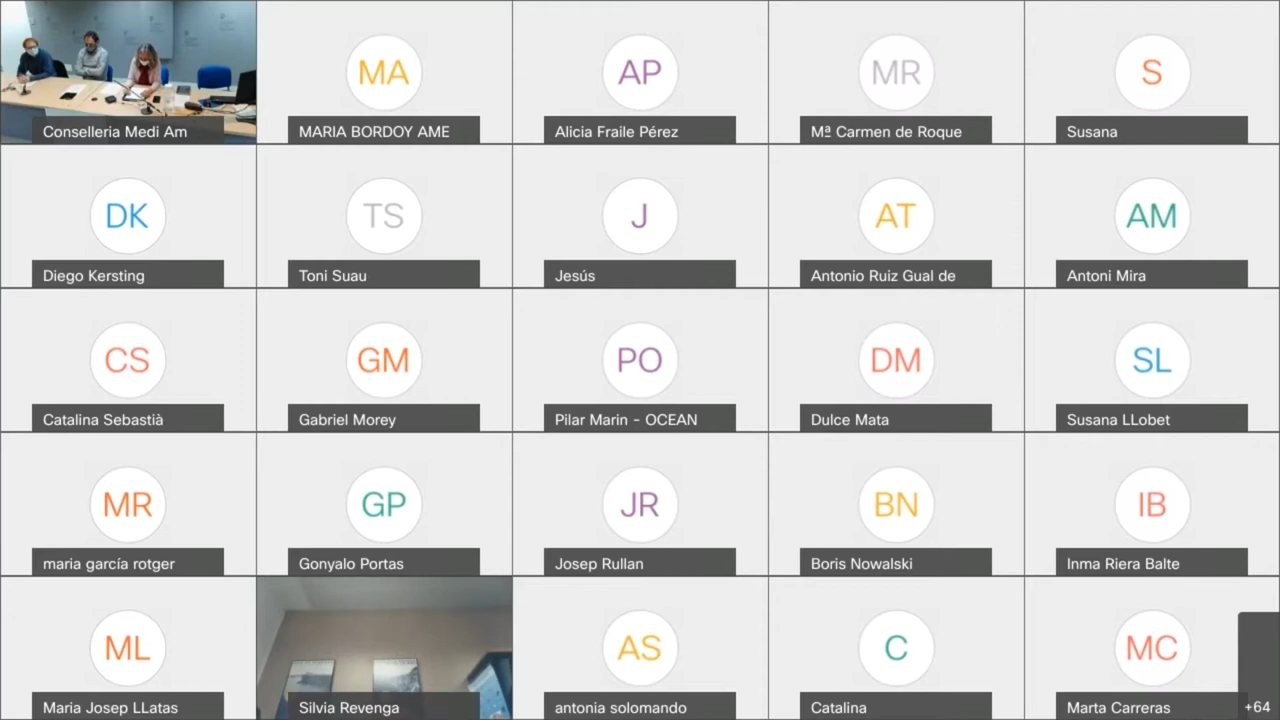 Conselleria Medi Am
MA
MARIA BORDOY AME
AP
Alicia Fraile Pérez
MR
Mª Carmen de Roque
S
Susana
DK
Diego Kersting
TS
Toni Suau
J
Jesús
AT
Antonio Ruiz Gual de
AM
Antoni Mira
CS
Catalina Sebastià
GM
Gabriel Morey
PO
Pilar Marin - OCEAN
DM
Dulce Mata
SL
Susana LLobet
MR
maria garcía rotger
GP
Gonyalo Portas
JR
Josep Rullan
BN
Boris Nowalski
IB
Inma Riera Balte
ML
Maria Josep LLatas
Silvia Revenga
AS
antonia solomando
C
Catalina
MC
Marta Carreras
+64